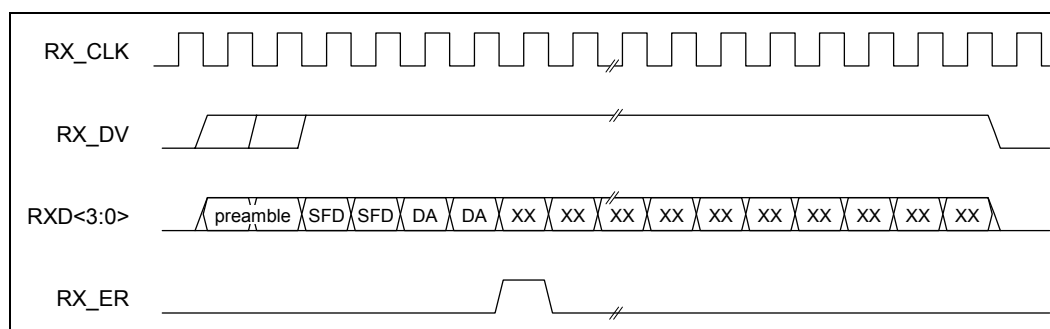 RX_CLK
RX_DV
RXD<3:0> preamble SFD SFD DA DA XX XX XX XX XX XX XX XX XX XX
RX_ER